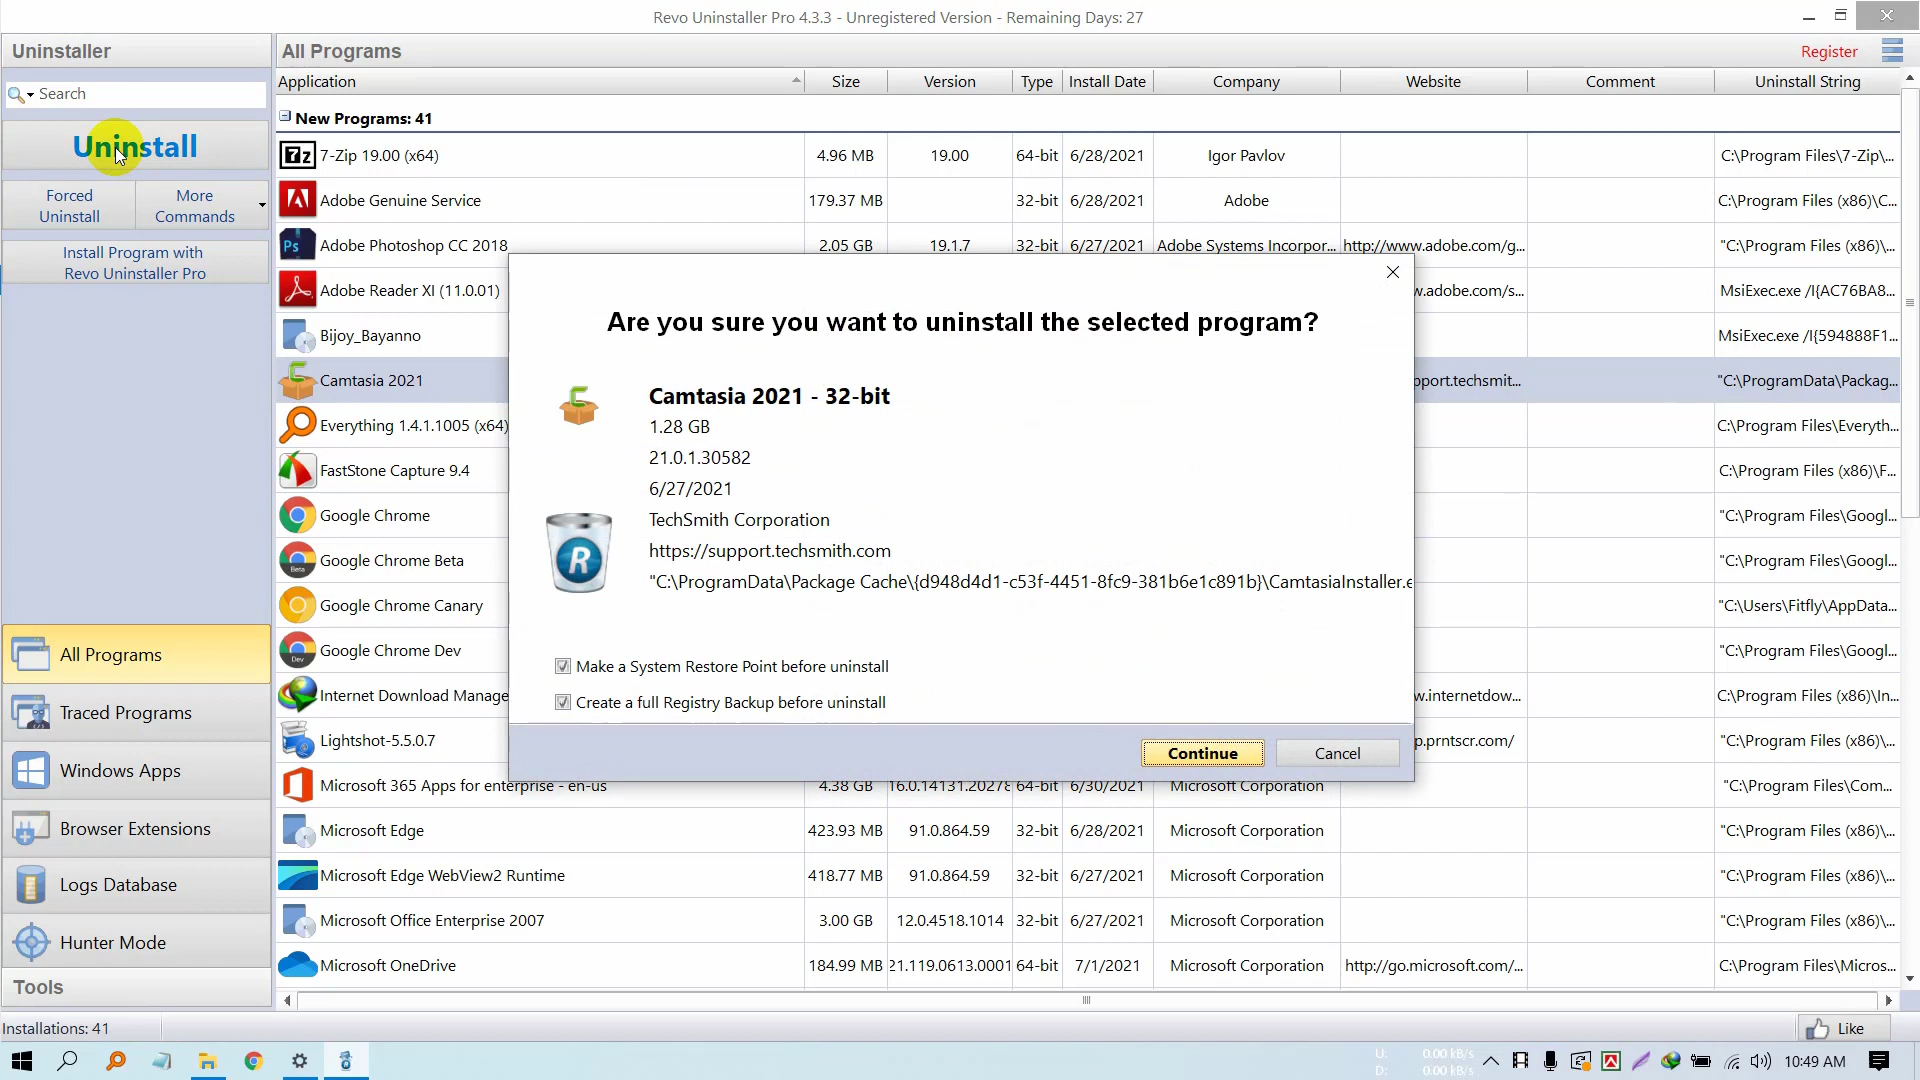 Revo Uninstaller Pro 4.3.3 - Unregistered Version - Remaining Days: 27
Uninstaller
Search
Uninstall
Forced
Uninstall
More
Commands
Install Program with
Revo Uninstaller Pro
All Programs
Traced Programs
Windows Apps
Browser Extensions
Logs Database
Hunter Mode
Tools
Installations: 41
All Programs
Register
Application Size Version Type Install Date Company Website Comment Uninstall String
New Programs: 41
7-Zip 19.00 (x64) 4.96 MB 19.00 64-bit 6/28/2021 Igor Pavlov C:\Program Files\7-Zip\...
Adobe Genuine Service 179.37 MB 32-bit 6/28/2021 Adobe C:\Program Files (x86)\C...
Adobe Photoshop CC 2018 2.05 GB 19.1.7 32-bit 6/27/2021 Adobe Systems Incorpor... http://www.adobe.com/g... "C:\Program Files (x86)\...
Adobe Reader XI (11.0.01) w.adobe.com/s... MsiExec.exe /I{AC76BA8...
Bijoy_Bayanno MsiExec.exe /I{594888F1...
Camtasia 2021 pport.techsmit... "C:\ProgramData\Packag...
Everything 1.4.1.1005 (x64) C:\Program Files\Everyth...
FastStone Capture 9.4 C:\Program Files (x86)\F...
Google Chrome "C:\Program Files\Googl...
Google Chrome Beta "C:\Program Files\Googl...
Google Chrome Canary "C:\Users\Fitfly\AppData...
Google Chrome Dev "C:\Program Files\Googl...
Internet Download Manage w.internetdow... C:\Program Files (x86)\In...
Lightshot-5.5.0.7 p.prntscr.com/ "C:\Program Files (x86)\...
Microsoft 365 Apps for enterprise - en-us 4.38 GB 16.0.14131.20278 64-bit 6/30/2021 Microsoft Corporation "C:\Program Files\Com...
Microsoft Edge 423.93 MB 91.0.864.59 32-bit 6/28/2021 Microsoft Corporation "C:\Program Files (x86)\...
Microsoft Edge WebView2 Runtime 418.77 MB 91.0.864.59 32-bit 6/27/2021 Microsoft Corporation "C:\Program Files (x86)\...
Microsoft Office Enterprise 2007 3.00 GB 12.0.4518.1014 32-bit 6/27/2021 Microsoft Corporation "C:\Program Files (x86)\...
Microsoft OneDrive 184.99 MB 21.119.0613.0001 64-bit 7/1/2021 Microsoft Corporation http://go.microsoft.com/... C:\Program Files\Micros...
Are you sure you want to uninstall the selected program?
Camtasia 2021 - 32-bit
1.28 GB
21.0.1.30582
6/27/2021
TechSmith Corporation
https://support.techsmith.com
"C:\ProgramData\Package Cache\{d948d4d1-c53f-4451-8fc9-381b6e1c891b}\CamtasiaInstaller.e
Make a System Restore Point before uninstall
Create a full Registry Backup before uninstall
Continue Cancel
Like
U: 0.00 kB/s
D: 0.00 kB/s
10:49 AM